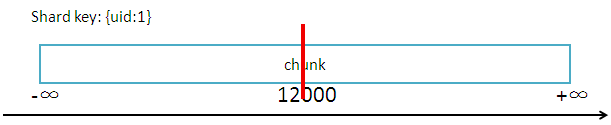 Shard key: {uid:1}
chunk
-∞ 12000 +∞